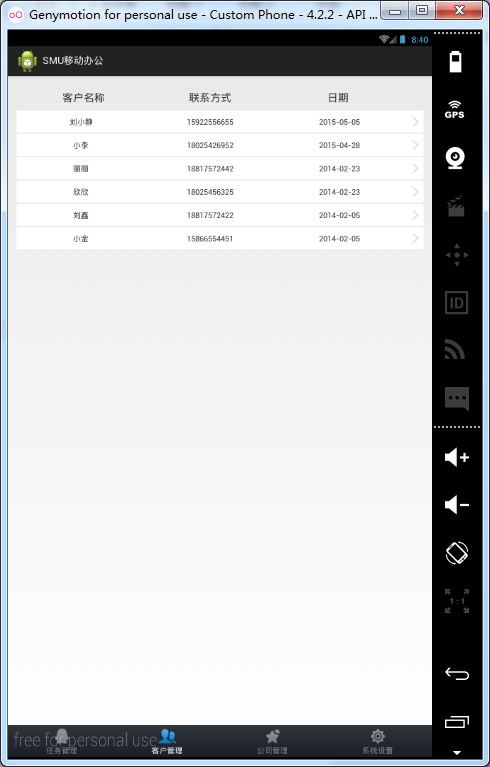 Genymotion for personal use - Custom Phone - 4.2.2 - API ...
8:40
SMU移动办公
客户名称 联系方式 日期
刘小静 15922556655 2015-05-05
小李 18025426952 2015-04-28
丽丽 18817572442 2014-02-23
欣欣 18025456325 2014-02-23
刘鑫 18817572422 2014-02-05
小金 15866554451 2014-02-05
GPS
ID
1:1
free for personal use
任务管理 客户管理 公司管理 系统设置